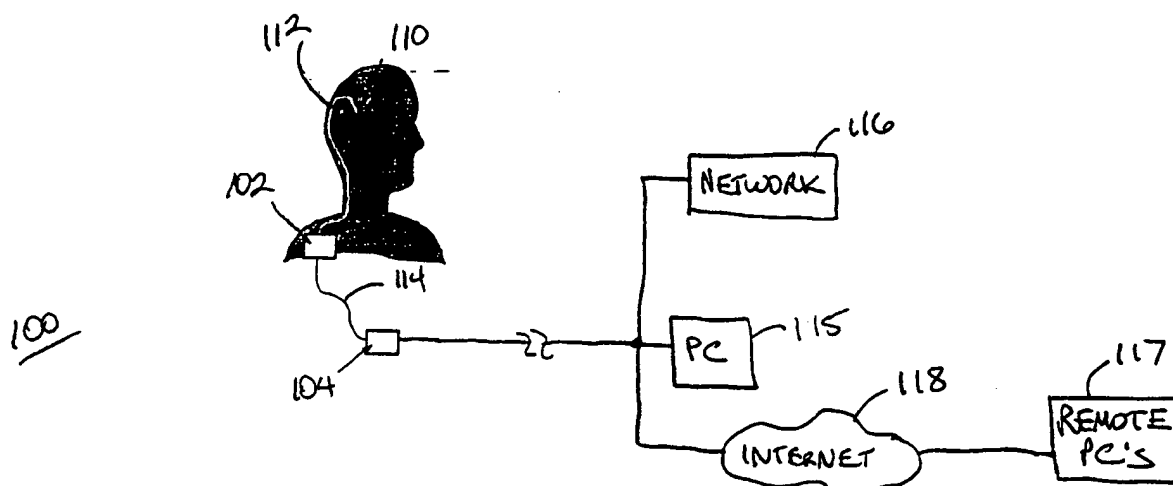 112
110
116
NETWORK
102
114
100
115
PC
104
118
117
INTERNET
REMOTE
PC'S